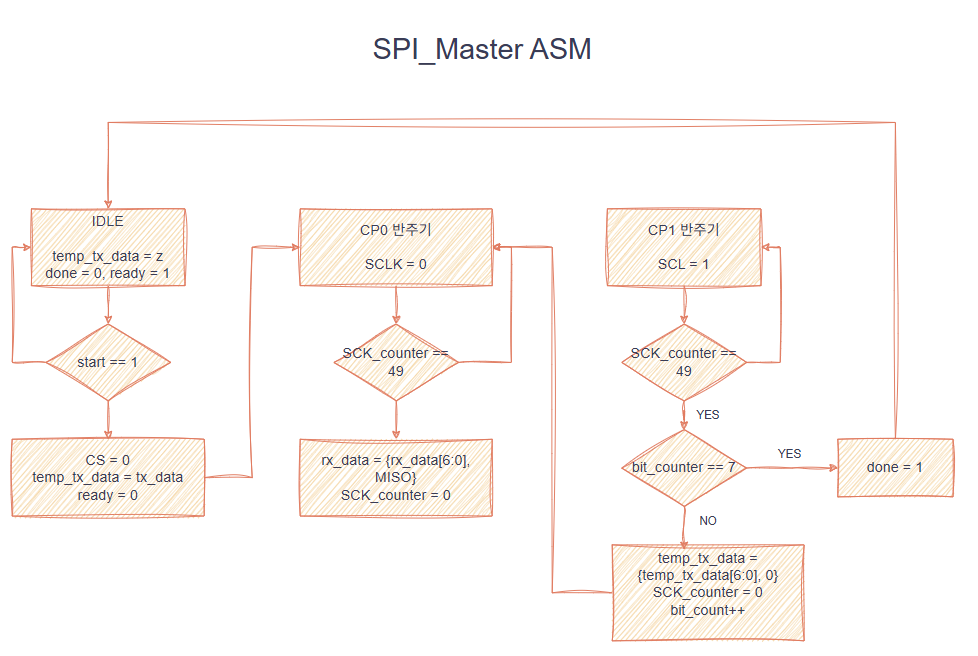 SPI_Master ASM
IDLE
temp_tx_data = z
done = 0, ready = 1
start == 1
CS = 0
temp_tx_data = tx_data
ready = 0
CP0 반주기
SCLK = 0
SCK_counter ==
49
rx_data = {rx_data[6:0],
MISO}
SCK_counter = 0
CP1 반주기
SCL = 1
SCK_counter ==
49
YES
bit_counter == 7
YES
done = 1
NO
temp_tx_data =
{temp_tx_data[6:0], 0}
SCK_counter = 0
bit_count++